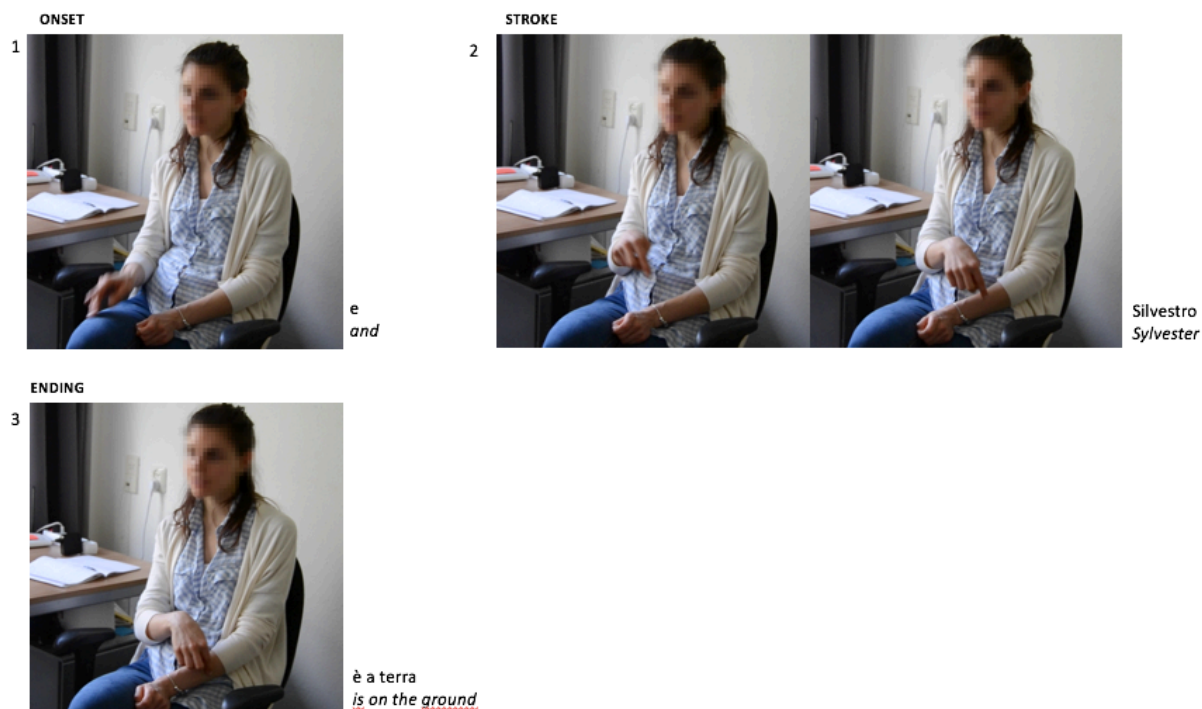 ONSET
1
e
and
STROKE
2
Silvestro
Sylvester
ENDING
3
è a terra
is on the ground